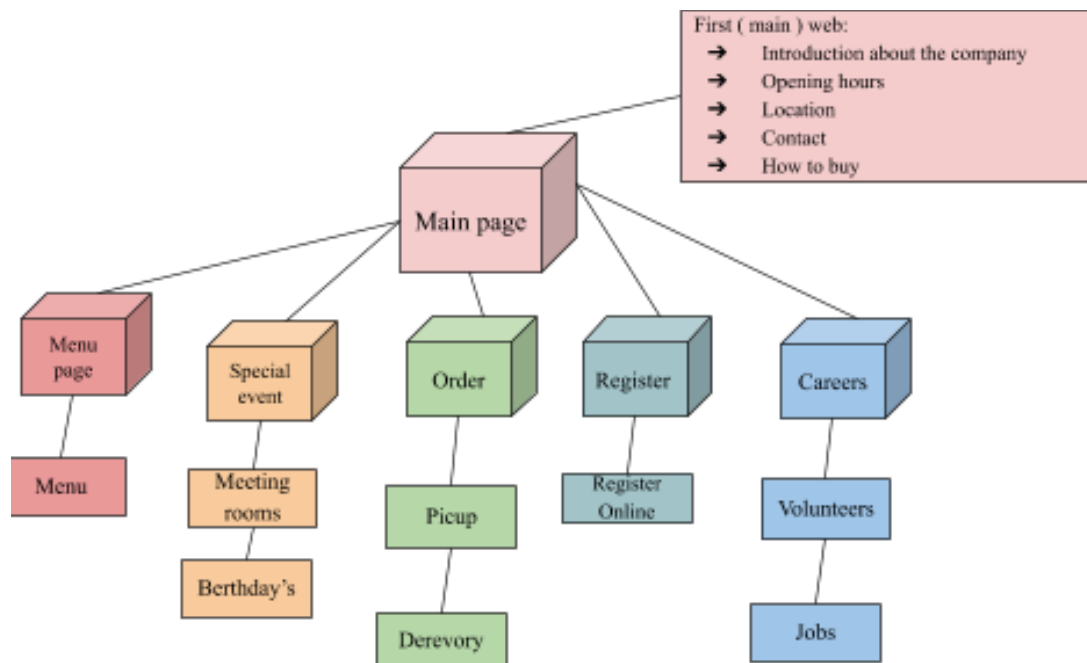 First ( main ) web:
➔ Introduction about the company
➔ Opening hours
➔ Location
➔ Contact
➔ How to buy
Main page
Menu
page
Special
event
Order
Register
Careers
Menu
Meeting
rooms
Picup
Register
Online
Volunteers
Berthday's
Derevory
Jobs